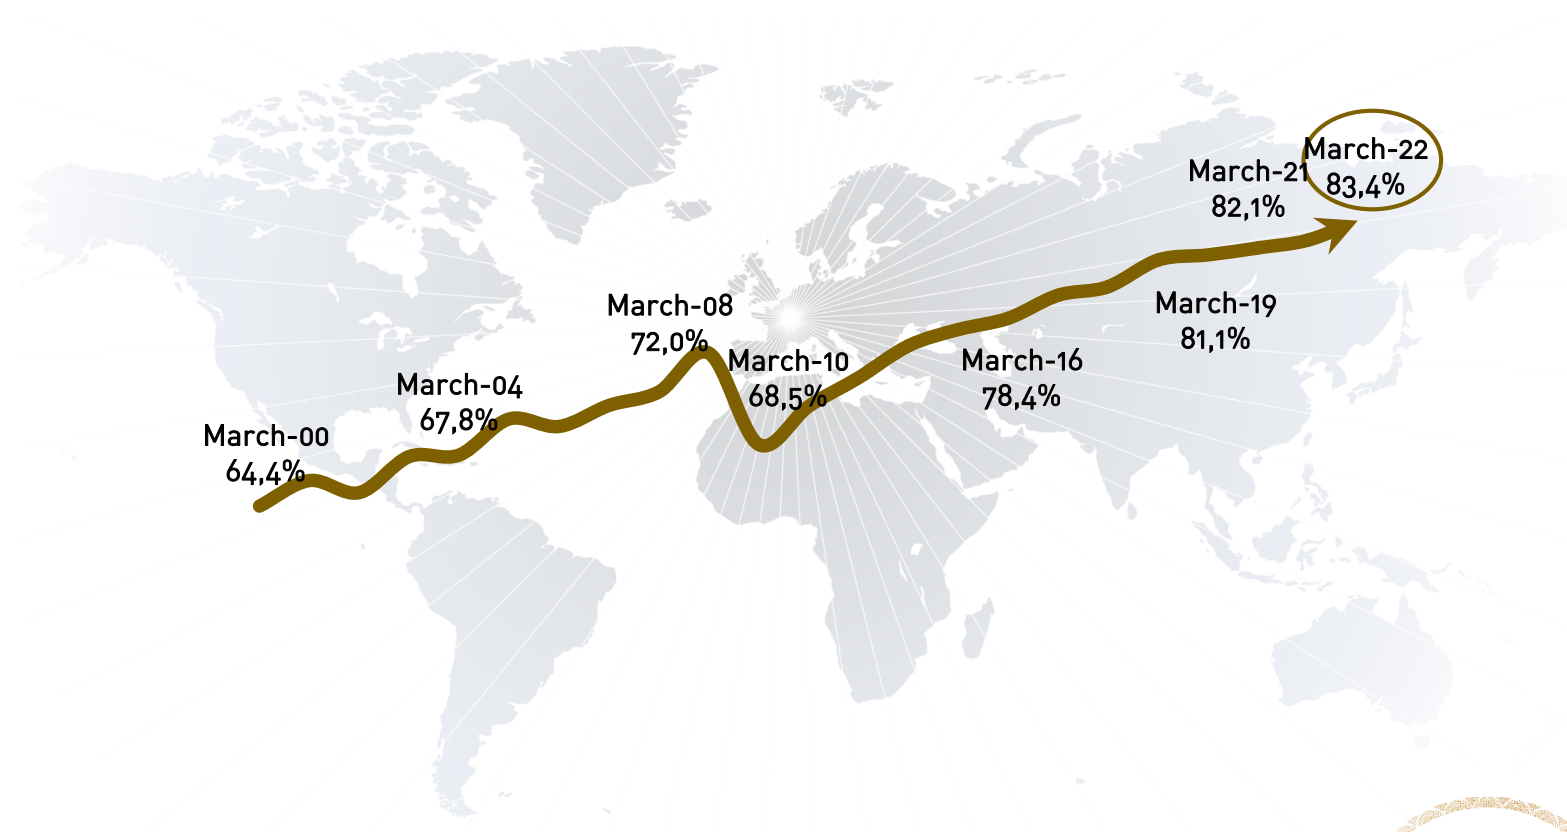 March-00
64,4%
March-04
67,8%
March-08
72,0%
March-10
68,5%
March-16
78,4%
March-19
81,1%
March-21
82,1%
March-22
83,4%